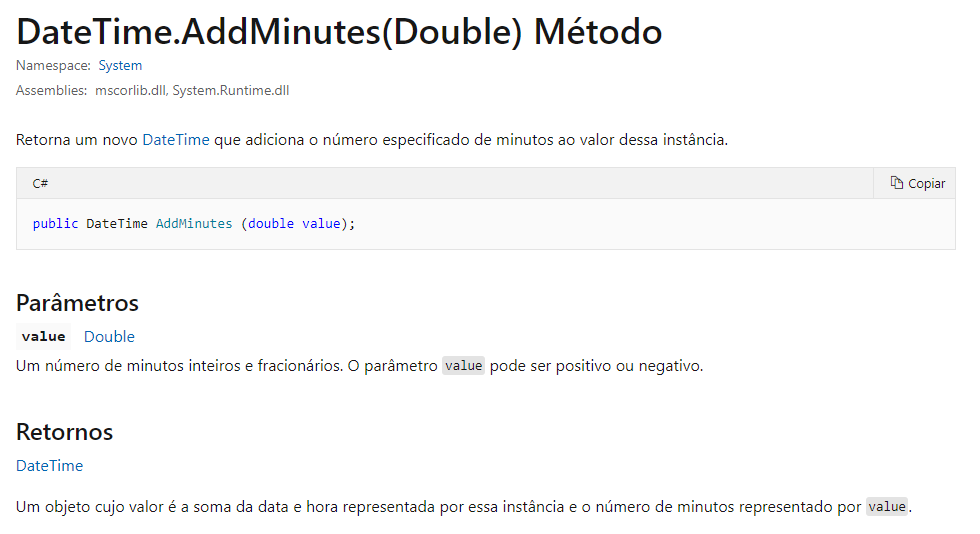 DateTime.AddMinutes(Double) Método
Namespace: System
Assemblies: mscorlib.dll, System.Runtime.dll
Retorna um novo DateTime que adiciona o número especificado de minutos ao valor dessa instância.
C# Copiar
public DateTime AddMinutes (double value);
Parâmetros
value Double
Um número de minutos inteiros e fracionários. O parâmetro value pode ser positivo ou negativo.
Retornos
DateTime
Um objeto cujo valor é a soma da data e hora representada por essa instância e o número de minutos representado por value.